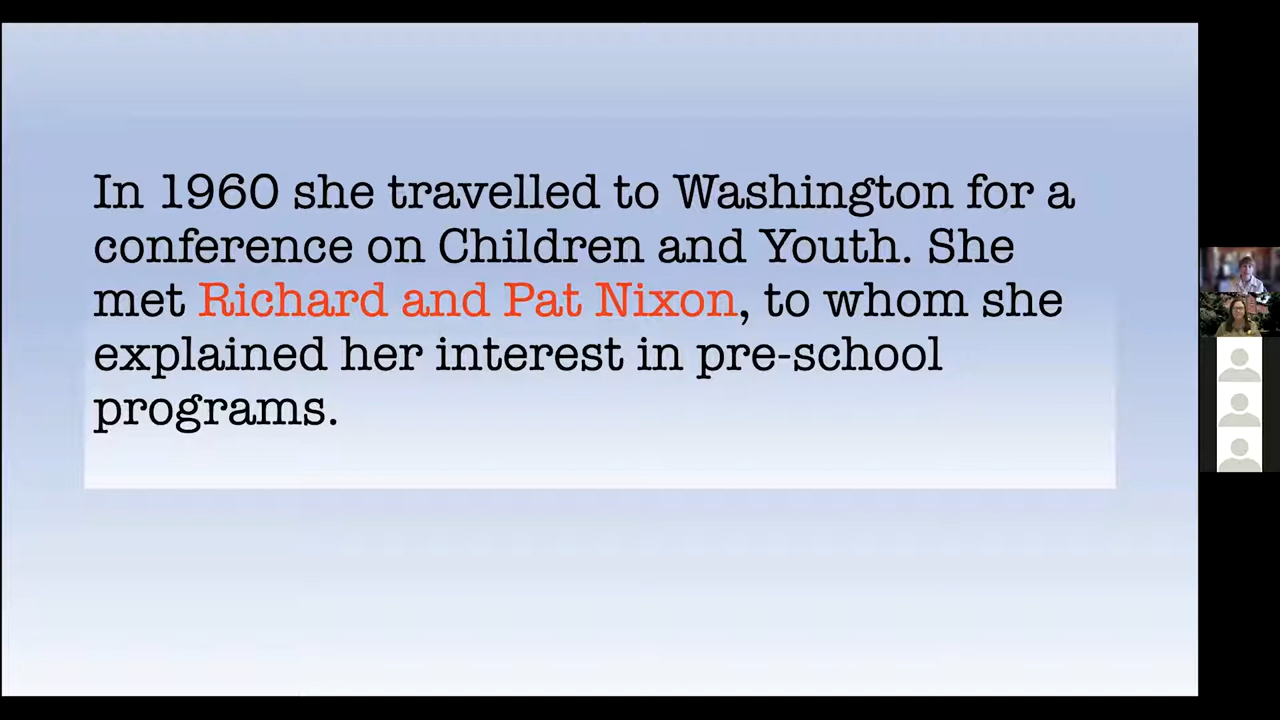 In 1960 she travelled to Washington for a
conference on Children and Youth. She
met Richard and Pat Nixon, to whom she
explained her interest in pre-school
programs.